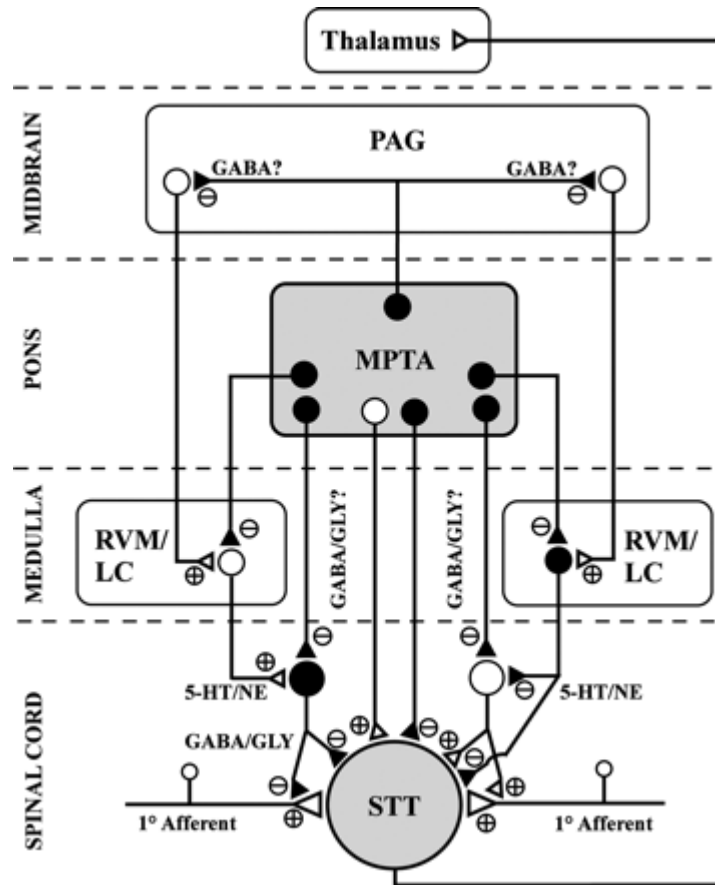 Thalamus
MIDBRAIN
PAG
GABA?
GABA?
⊖
⊖
PONS
MPTA
MEDULLA
GABA/GLY?
GABA/GLY?
RVM/
LC
⊖
⊕
RVM/
LC
⊖
⊕
SPINAL CORD
⊖
⊖
⊕
⊖
5-HT/NE
5-HT/NE
GABA/GLY
⊖
⊕
⊖
⊕
⊖
⊖
⊕
STT
⊕
⊕
1° Afferent
1° Afferent